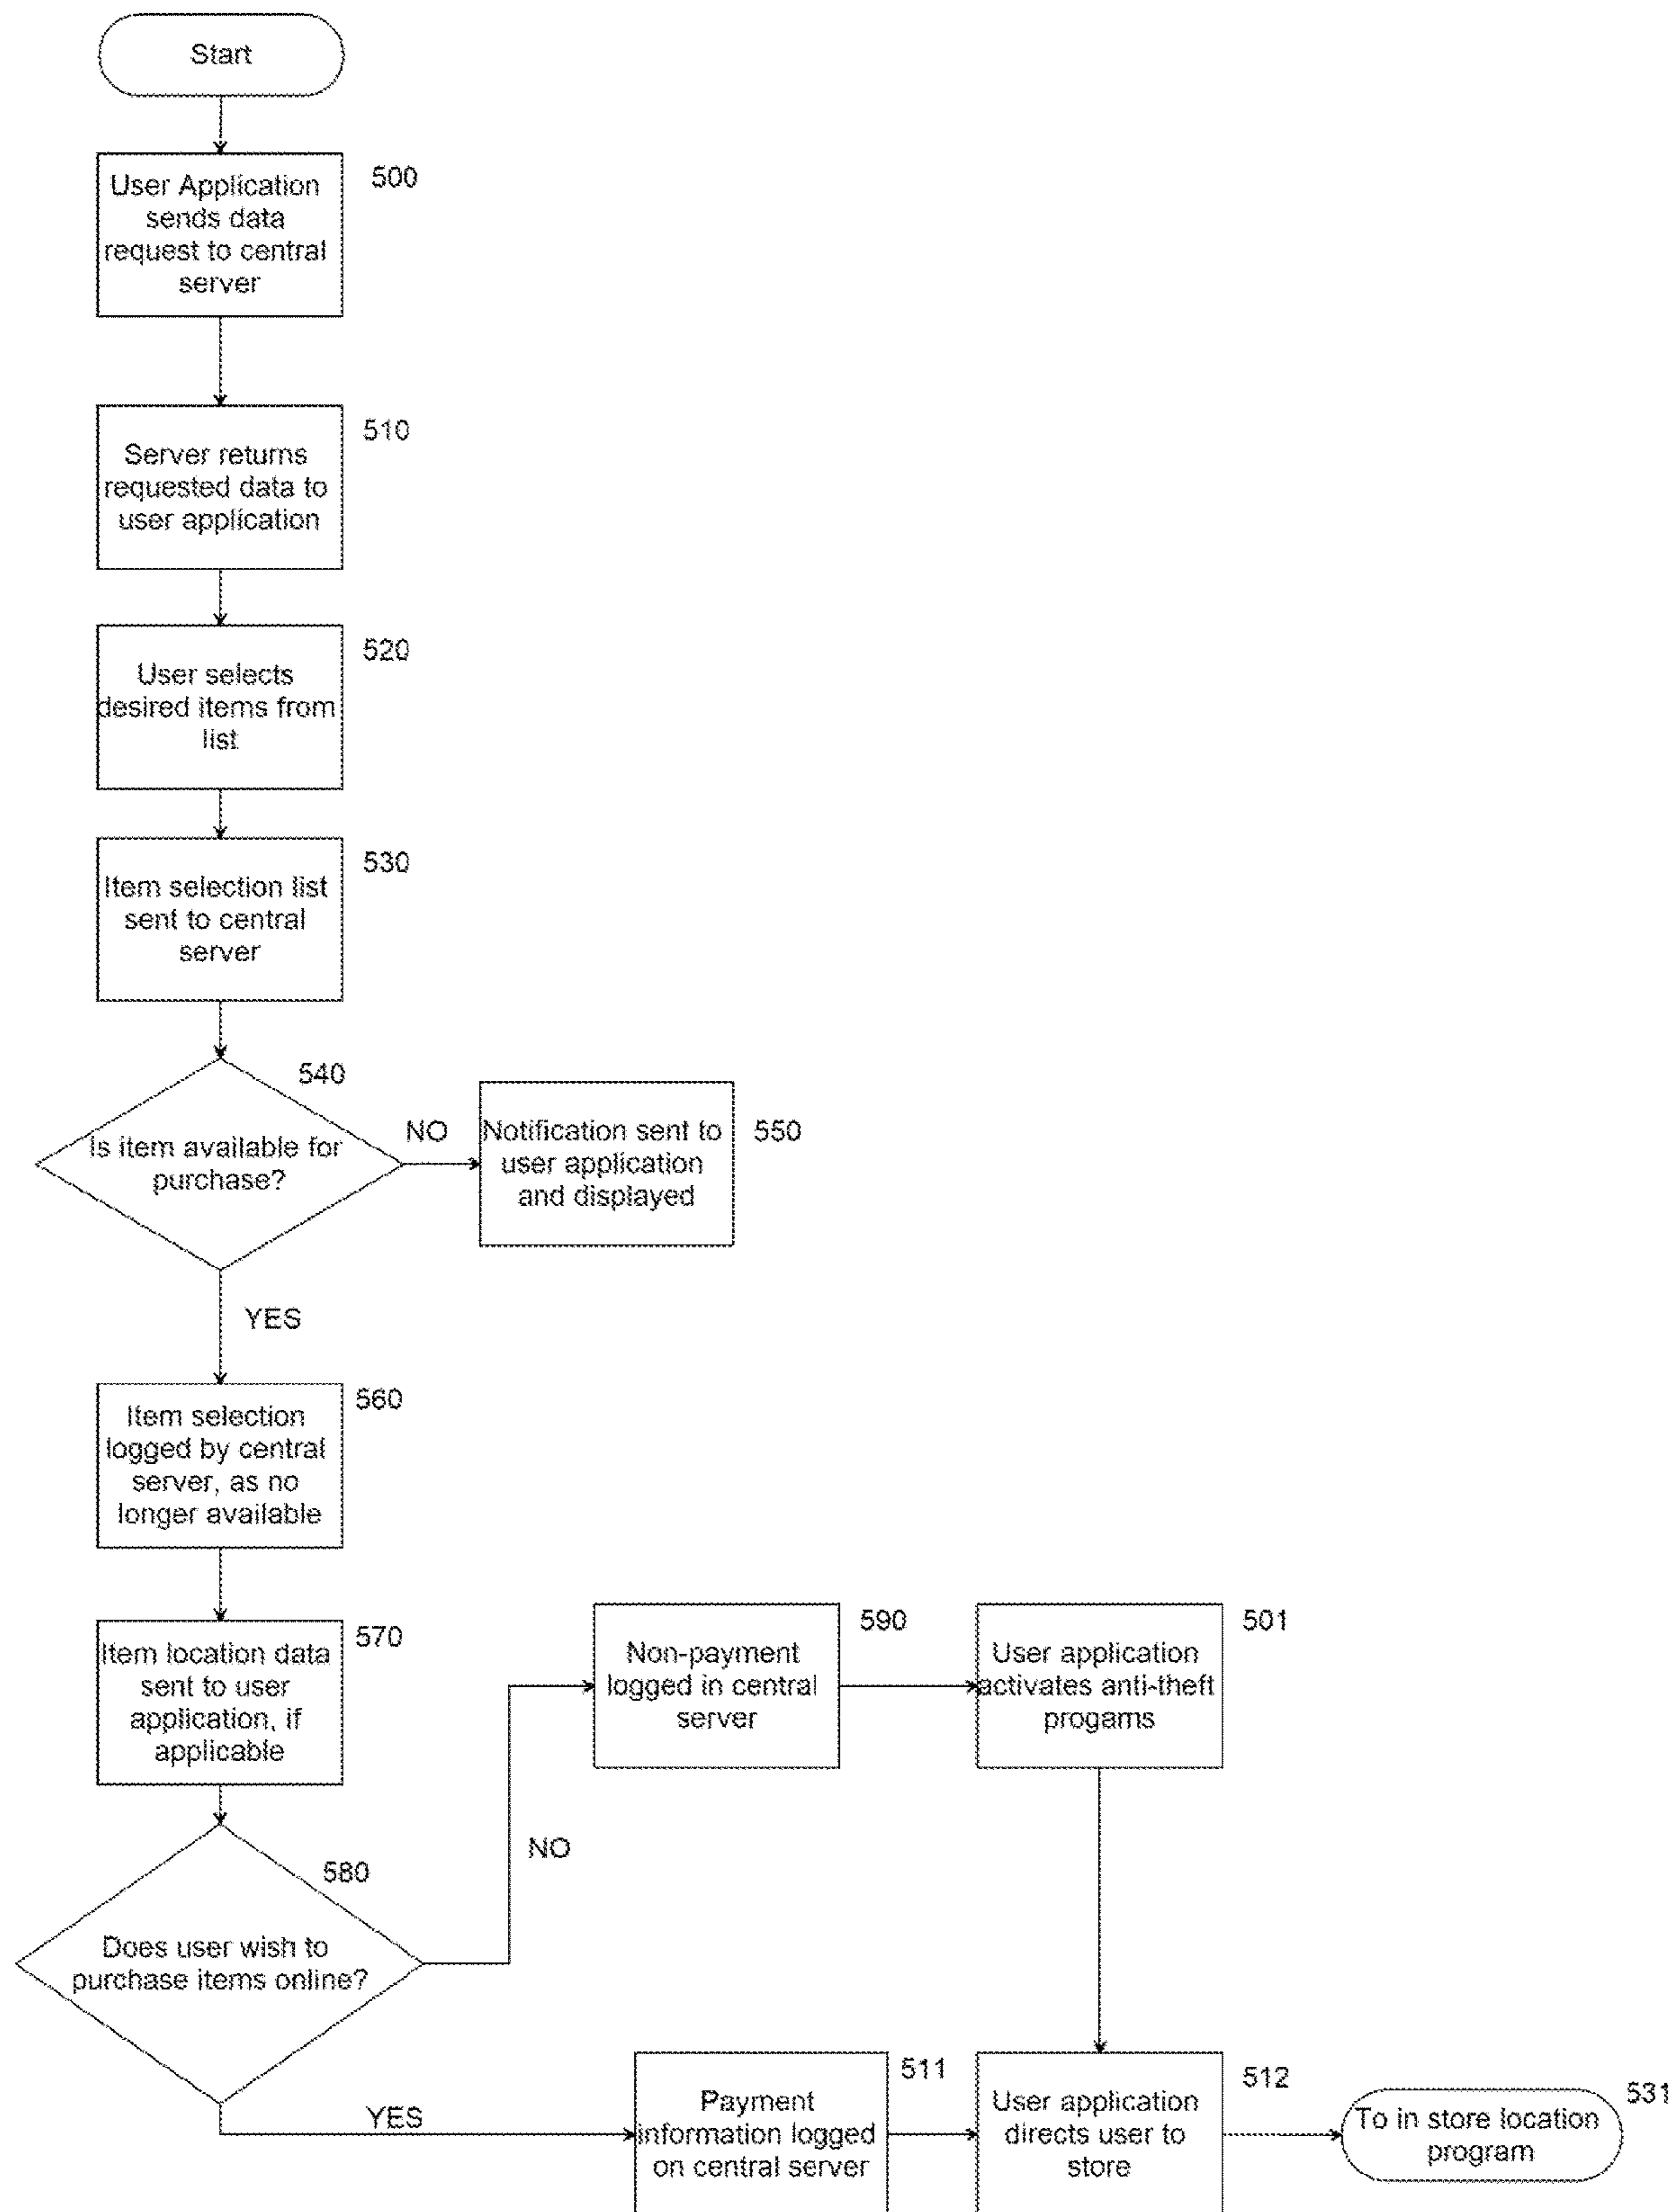 Start
500
User Application
sends data
request to central
server
510
Server returns
requested data to
user application
520
User selects
desired items from
list
530
Item selection list
sent to central
server
540
Is item available for
purchase?
NO
Notification sent to
user application
and displayed
550
YES
560
Item selection
logged by central
server, as no
longer available
570
Item location data
sent to user
application, if
applicable
590
Non-payment
logged in central
server
501
User application
activates anti-theft
progams
NO
580
Does user wish to
purchase items online?
YES
511
Payment
information logged
on central server
512
User application
directs user to
store
531
To in store location
program